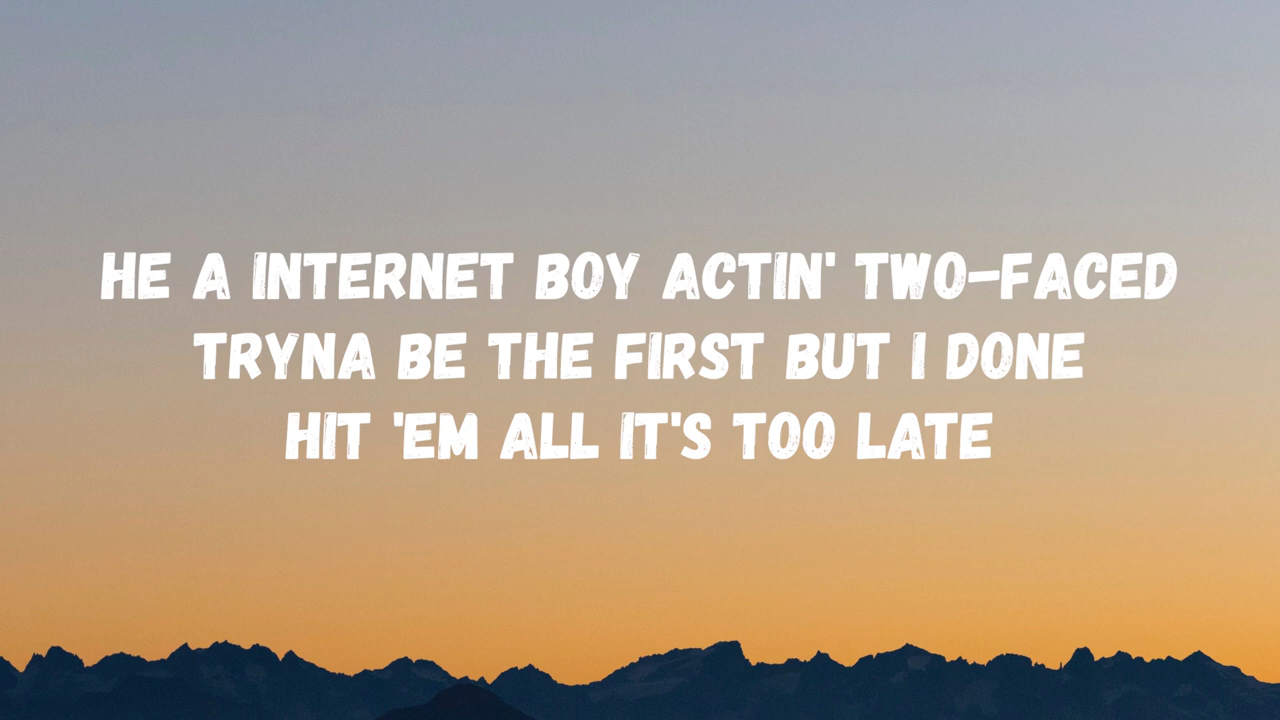 HE A INTERNET BOY ACTIN' TWO-FACED
TRYNA BE THE FIRST BUT I DONE
HIT 'EM ALL IT'S TOO LATE